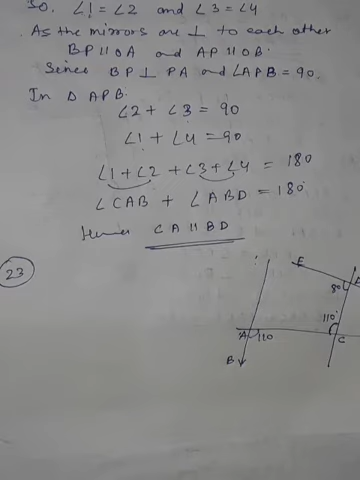 So. ∠1 = ∠2 and ∠3 = ∠4
As the mirrors are ⊥ to each other
BP || OA and AP || OB.
Since BP ⊥ PA and ∠APB = 90.
In Δ APB.
∠2 + ∠3 = 90
∠1 + ∠4 = 90
∠1 + ∠2 + ∠3 + ∠4 = 180
∠CAB + ∠ABD = 180
CA || BD
23
E
80
110
A
120
C
B